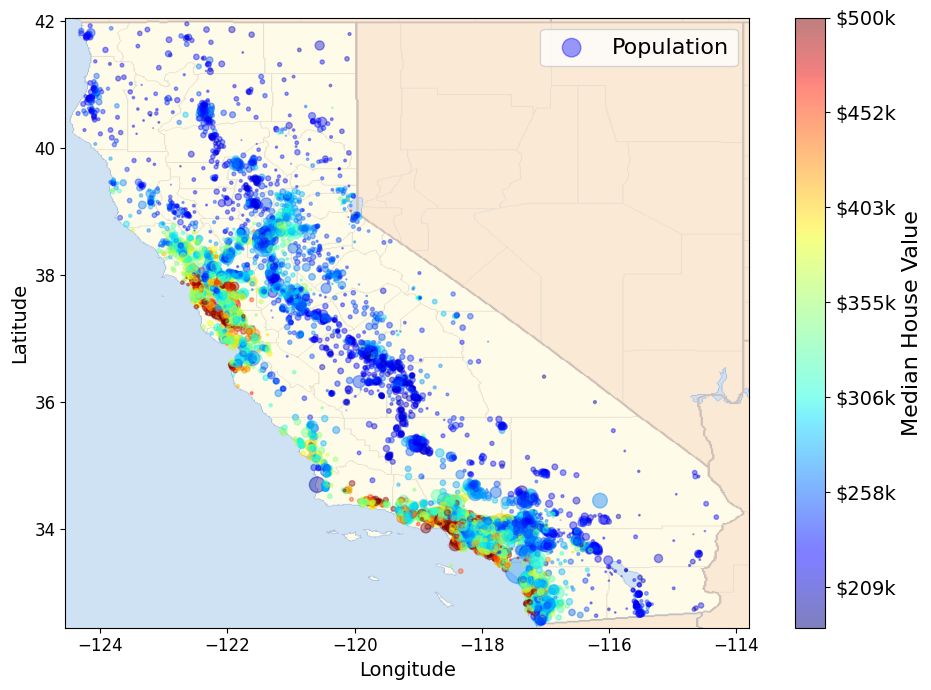 Population
42
40
38
36
34
Latitude
−124
−122
−120
−118
−116
−114
Longitude
$500k
$452k
$403k
$355k
$306k
$258k
$209k
Median House Value